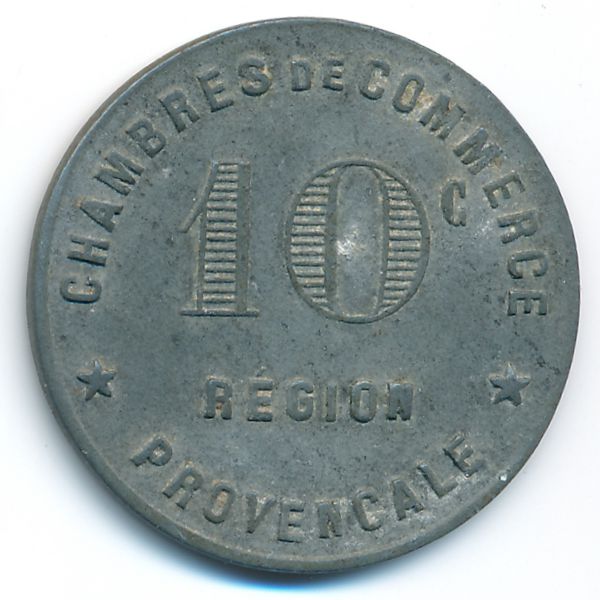 CHAMBRES DE COMMERCE
10 C
RÉGION
PROVENCALE